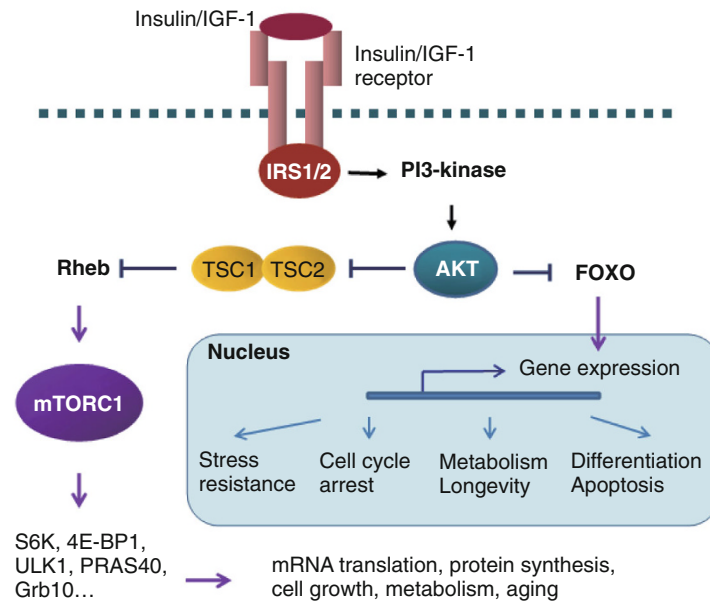 Insulin/IGF-1
Insulin/IGF-1
receptor
IRS1/2
PI3-kinase
Rheb
TSC1
TSC2
AKT
FOXO
Nucleus
Gene expression
mTORC1
Stress
resistance
Cell cycle
arrest
Metabolism
Longevity
Differentiation
Apoptosis
S6K, 4E-BP1,
ULK1, PRAS40,
Grb10...
mRNA translation, protein synthesis,
cell growth, metabolism, aging